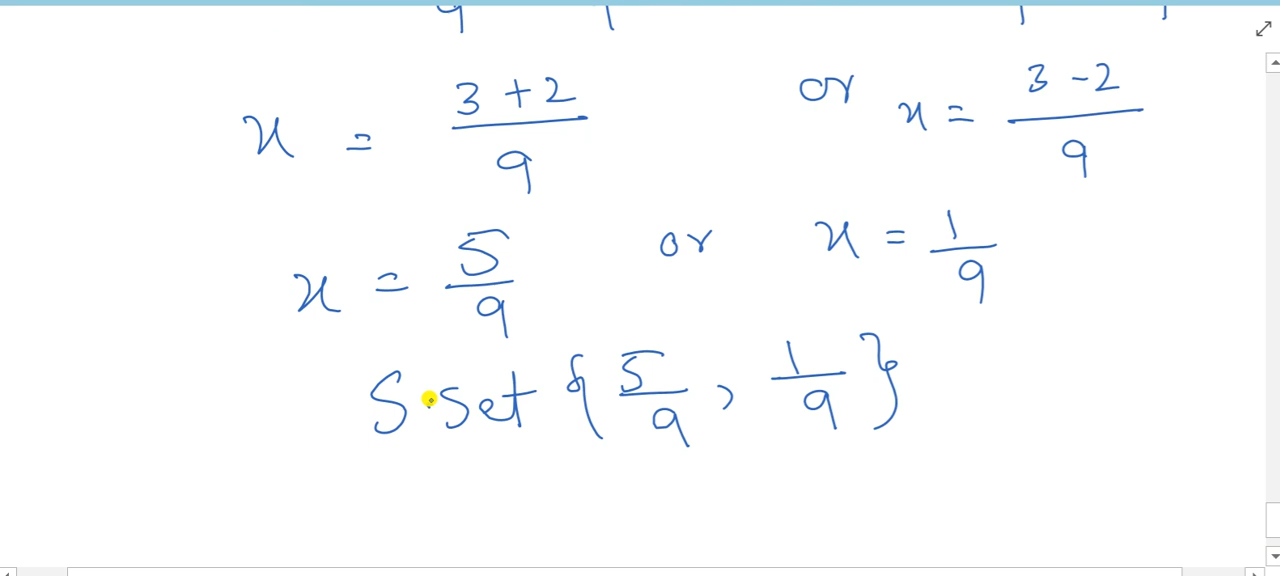 x = 3 + 2 / 9 or x = 3 - 2 / 9
x = 5 / 9 or x = 1 / 9
S.Set { 5 / 9 , 1 / 9 }